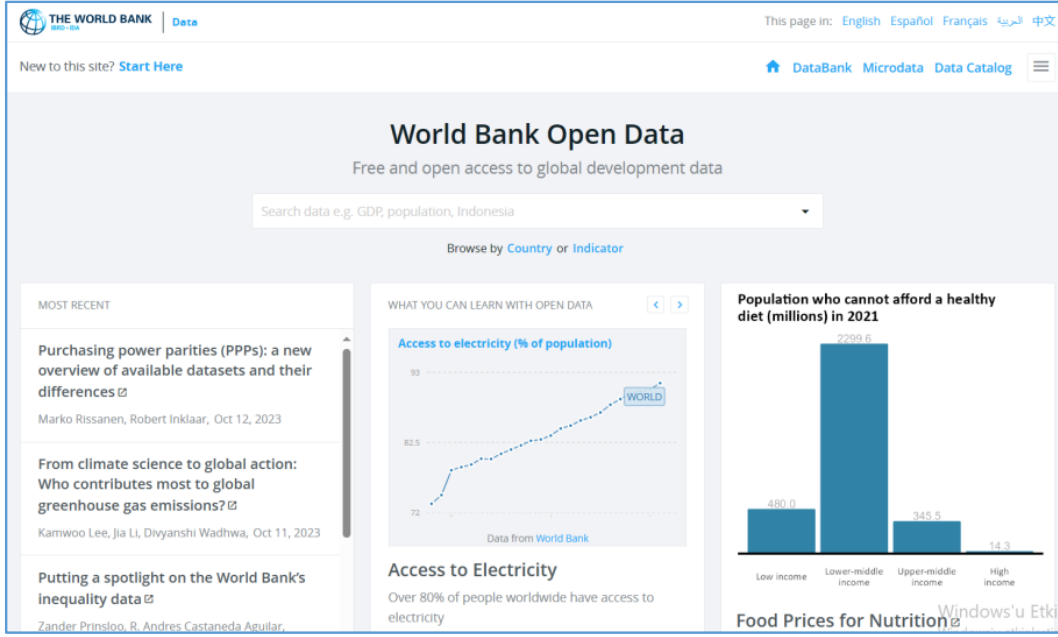 THE WORLD BANK
IBRD • IDA
Data
This page in: English Español Français العربية 中文
New to this site? Start Here
DataBank Microdata Data Catalog
World Bank Open Data
Free and open access to global development data
Search data e.g. GDP, population, Indonesia
Browse by Country or Indicator
MOST RECENT
Purchasing power parities (PPPs): a new
overview of available datasets and their
differences
Marko Rissanen, Robert Inklaar, Oct 12, 2023
From climate science to global action:
Who contributes most to global
greenhouse gas emissions?
Kamwoo Lee, Jia Li, Divyanshi Wadhwa, Oct 11, 2023
Putting a spotlight on the World Bank's
inequality data
Zander Prinsloo, R. Andres Castaneda Aguilar,
WHAT YOU CAN LEARN WITH OPEN DATA
Access to electricity (% of population)
93
WORLD
82.5
72
Data from World Bank
Access to Electricity
Over 80% of people worldwide have access to
electricity
Population who cannot afford a healthy
diet (millions) in 2021
2299.6
480.0
345.5
14.3
Low income
Lower-middle
income
Upper-middle
income
High
income
Food Prices for Nutrition
Windows'u Etki